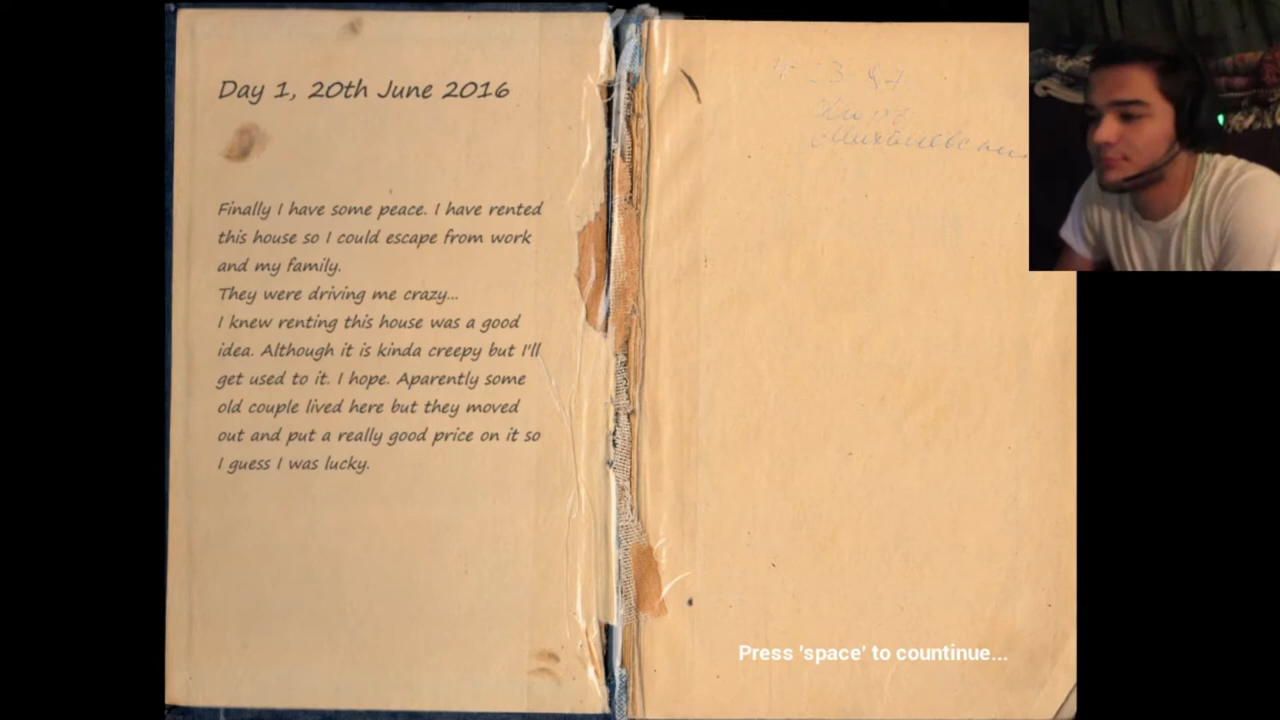 Day 1, 20th June 2016
Finally I have some peace. I have rented
this house so I could escape from work
and my family.
They were driving me crazy...
I knew renting this house was a good
idea. Although it is kinda creepy but I'll
get used to it. I hope. Aparently some
old couple lived here but they moved
out and put a really good price on it so
I guess I was lucky.
Press 'space' to countinue...